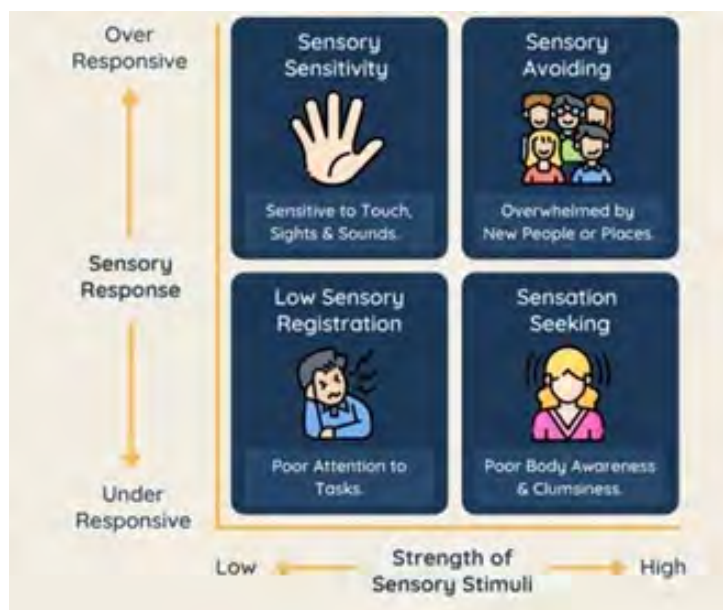 Over
Responsive
Sensory
Response
Under
Responsive
Sensory
Sensitivity
Sensitive to Touch,
Sights & Sounds.
Sensory
Avoiding
Overwhelmed by
New People or Places.
Low Sensory
Registration
Poor Attention to
Tasks.
Sensation
Seeking
Poor Body Awareness
& Clumsiness.
Low
Strength of
Sensory Stimuli
High